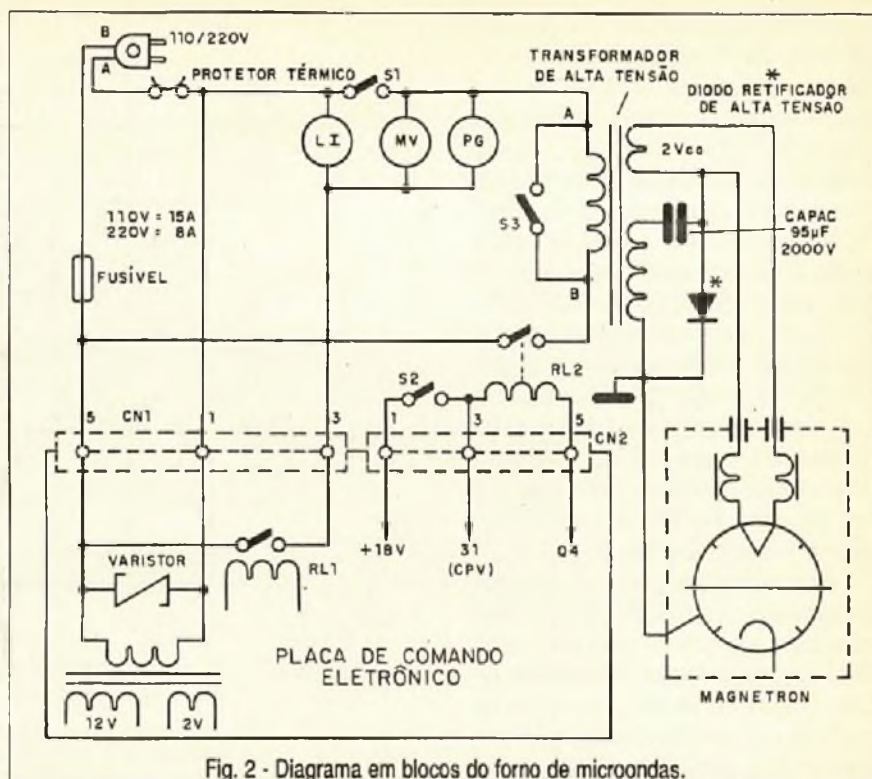 B
110/220V
A
PROTETOR TÉRMICO
S1
TRANSFORMADOR
DE ALTA TENSÃO
*
DIODO RETIFICADOR
DE ALTA TENSÃO
A
LI
MV
PG
2Vca
S3
CAPAC
95µF
2000V
110V = 15A
220V = 8A
*
FUSÍVEL
B
S2
RL2
5
CN1
1
3
1
3
5
CN2
+18V
31
(CPV)
Q4
VARISTOR
RL1
PLACA DE COMANDO
ELETRÔNICO
12V
2V
MAGNETRON
Fig. 2 - Diagrama em blocos do forno de microondas.